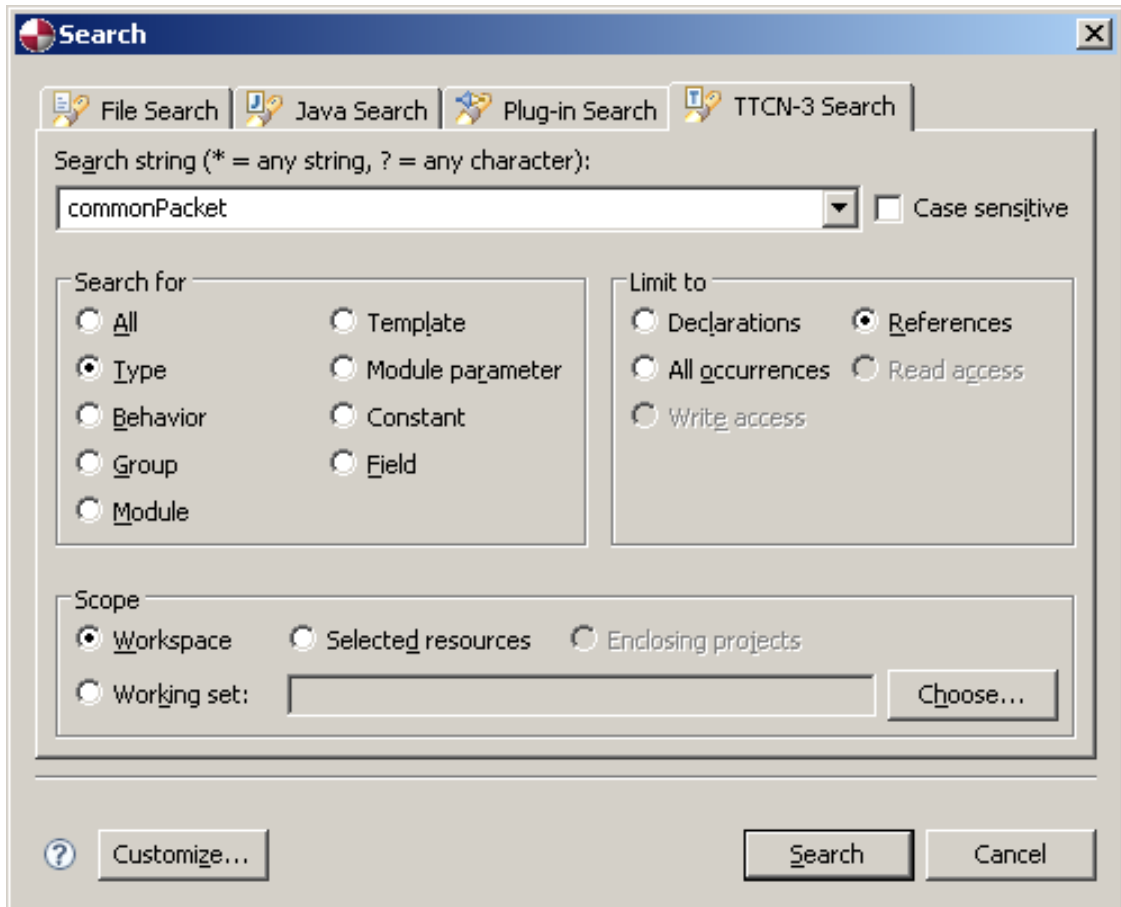 Search
File Search Java Search Plug-in Search TTCN-3 Search
Search string (* = any string, ? = any character):
commonPacket Case sensitive
Search for
All Template
Type Module parameter
Behavior Constant
Group Field
Module
Limit to
Declarations References
All occurrences Read access
Write access
Scope
Workspace Selected resources Enclosing projects
Working set: Choose...
? Customize... Search Cancel